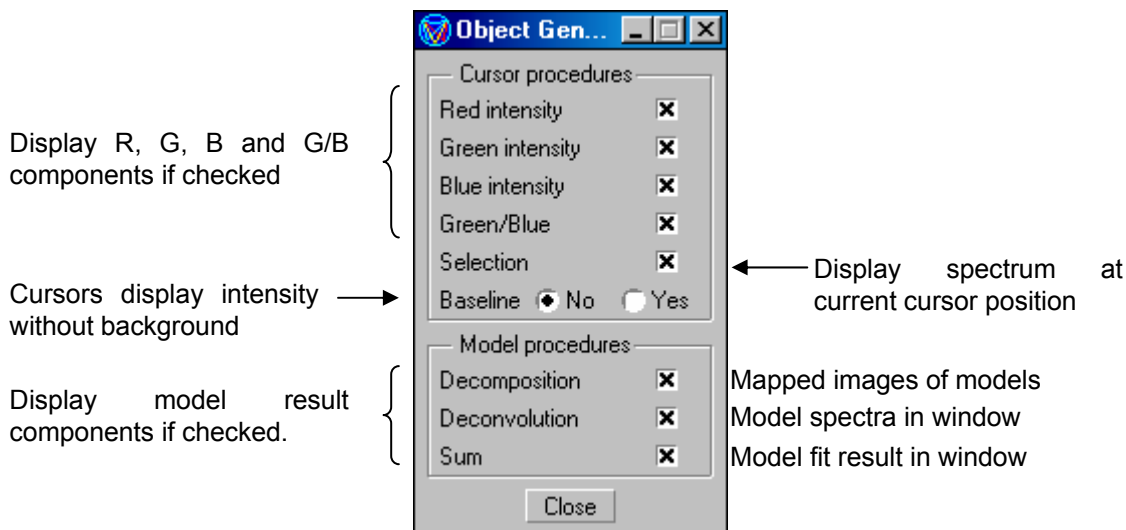 Object Gen...
Cursor procedures
Red intensity
Green intensity
Blue intensity
Green/Blue
Selection
Baseline No Yes
Model procedures
Decomposition
Deconvolution
Sum
Close
Display R, G, B and G/B
components if checked
Cursors display intensity
without background
Display model result
components if checked.
Display spectrum at
current cursor position
Mapped images of models
Model spectra in window
Model fit result in window